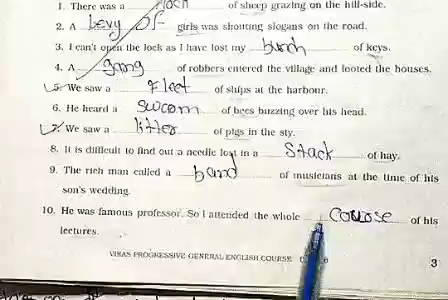 1. There was a flock of sheep grazing on the hill-side.
2. A Levy of girls was shouting slogans on the road.
3. I can't open the lock as I have lost my bunch of keys.
4. A gang of robbers entered the village and looted the houses.
5. We saw a Fleet of ships at the harbour.
6. He heard a swoom of bees buzzing over his head.
7. We saw a litter of pigs in the sty.
8. It is difficult to find out a needle lost in a Stack of hay.
9. The rich man called a band of musicians at the time of his
son's wedding.
10. He was famous professor. So I attended the whole Course of his
lectures.
VIKAS PROGRESSIVE GENERAL ENGLISH COURSE
3